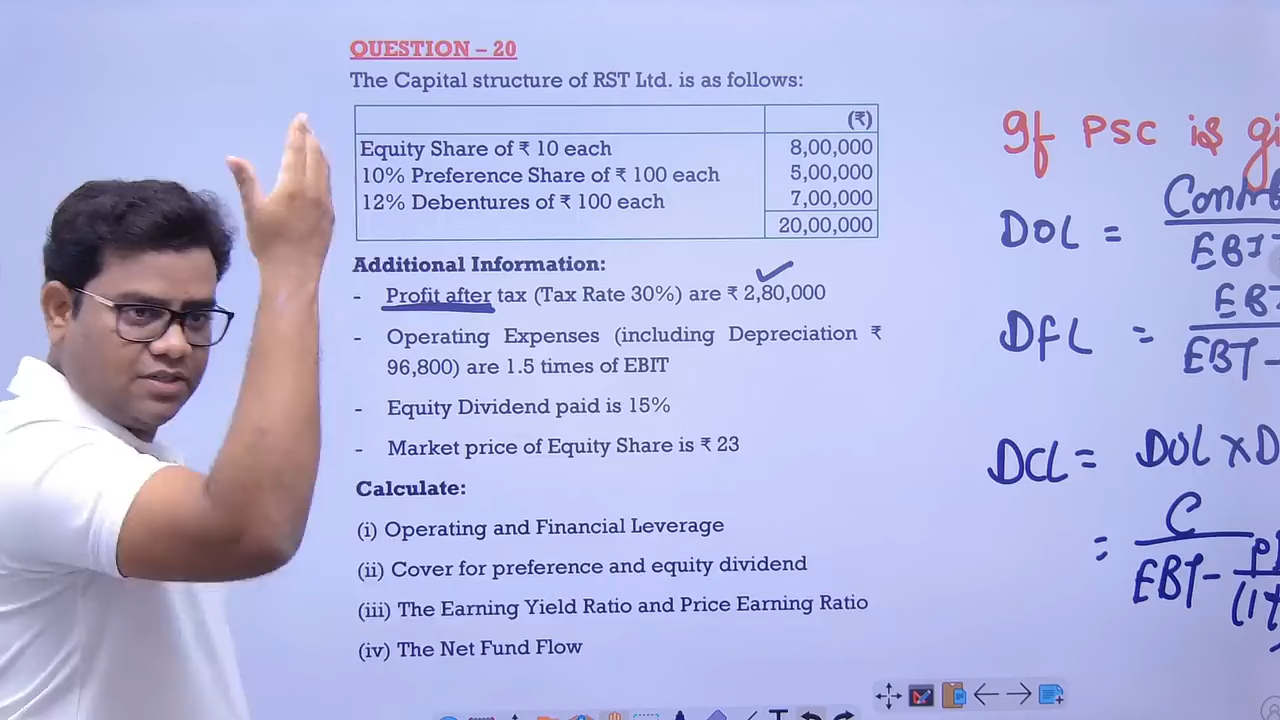 QUESTION – 20
The Capital structure of RST Ltd. is as follows:
(₹)
Equity Share of ₹ 10 each 8,00,000
10% Preference Share of ₹ 100 each 5,00,000
12% Debentures of ₹ 100 each 7,00,000
20,00,000
Additional Information:
- Profit after tax (Tax Rate 30%) are ₹ 2,80,000
- Operating Expenses (including Depreciation ₹
96,800) are 1.5 times of EBIT
- Equity Dividend paid is 15%
- Market price of Equity Share is ₹ 23
Calculate:
(i) Operating and Financial Leverage
(ii) Cover for preference and equity dividend
(iii) The Earning Yield Ratio and Price Earning Ratio
(iv) The Net Fund Flow
If PSC is
DOL =
EBI
DFL =
EBT -
DCL = DOL X D
= C
EBT -